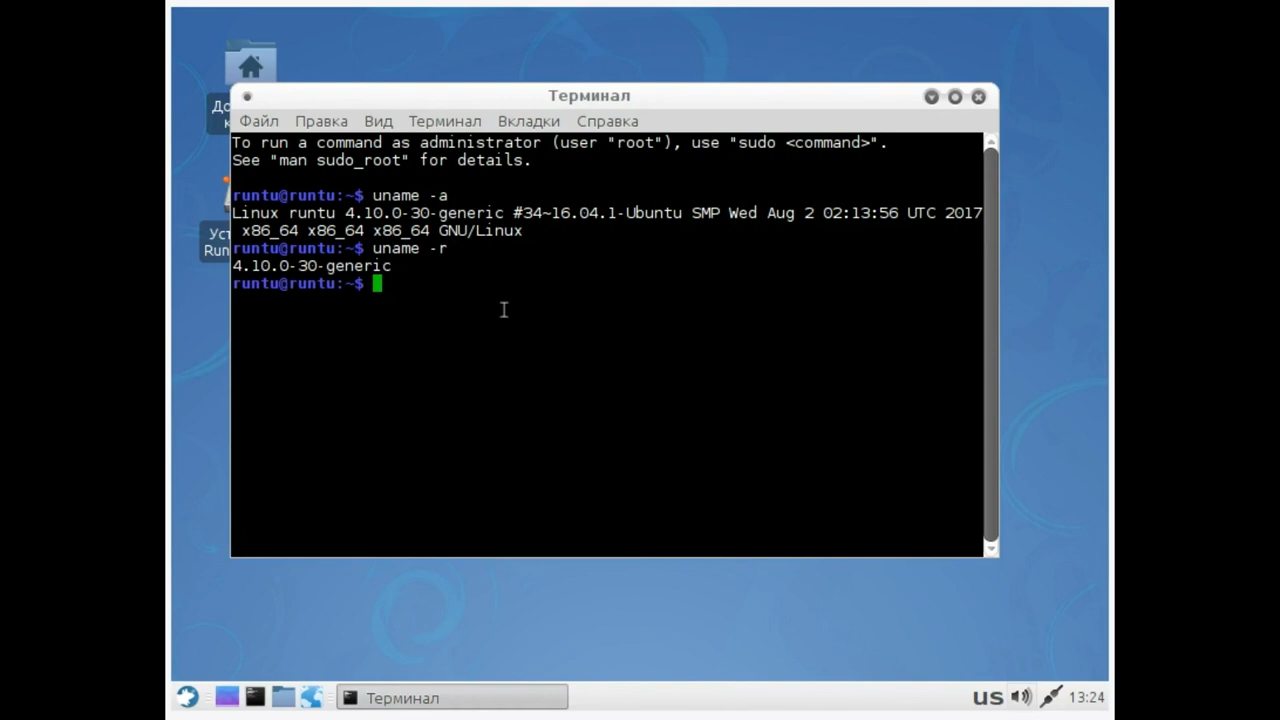 До
к
Терминал
Файл Правка Вид Терминал Вкладки Справка
To run a command as administrator (user "root"), use "sudo <command>".
See "man sudo_root" for details.
runtu@runtu:~$ uname -a
Linux runtu 4.10.0-30-generic #34~16.04.1-Ubuntu SMP Wed Aug 2 02:13:56 UTC 2017
x86_64 x86_64 x86_64 GNU/Linux
runtu@runtu:~$ uname -r
4.10.0-30-generic
runtu@runtu:~$
Уст
Run
Терминал
us 13:24